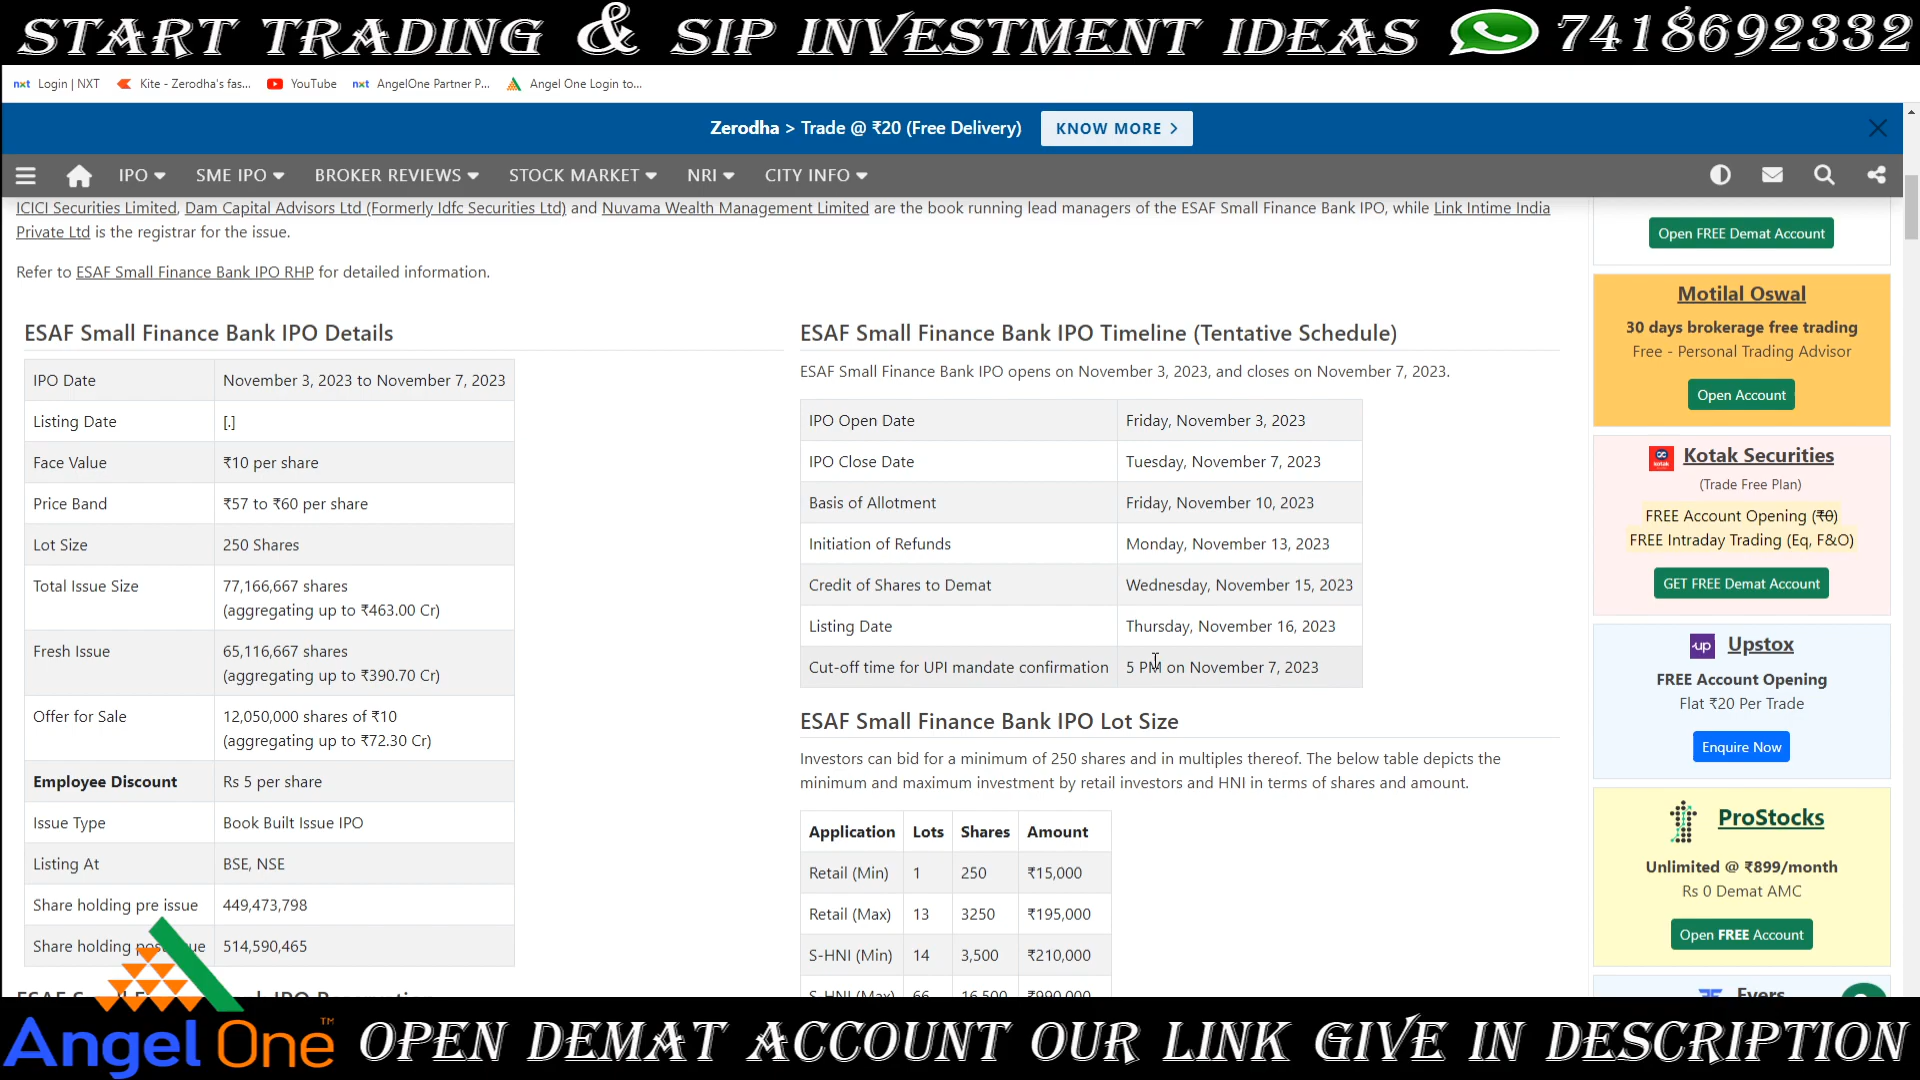 START TRADING & SIP INVESTMENT IDEAS 7418692332
nxt Login | NXT Kite - Zerodha's fas... YouTube nxt AngelOne Partner P... Angel One Login to...
Zerodha > Trade @ ₹20 (Free Delivery) KNOW MORE >
IPO SME IPO BROKER REVIEWS STOCK MARKET NRI CITY INFO
ICICI Securities Limited, Dam Capital Advisors Ltd (Formerly Idfc Securities Ltd) and Nuvama Wealth Management Limited are the book running lead managers of the ESAF Small Finance Bank IPO, while Link Intime India
Private Ltd is the registrar for the issue.
Refer to ESAF Small Finance Bank IPO RHP for detailed information.
ESAF Small Finance Bank IPO Details
IPO Date November 3, 2023 to November 7, 2023
Listing Date [.]
Face Value ₹10 per share
Price Band ₹57 to ₹60 per share
Lot Size 250 Shares
Total Issue Size 77,166,667 shares
(aggregating up to ₹463.00 Cr)
Fresh Issue 65,116,667 shares
(aggregating up to ₹390.70 Cr)
Offer for Sale 12,050,000 shares of ₹10
(aggregating up to ₹72.30 Cr)
Employee Discount Rs 5 per share
Issue Type Book Built Issue IPO
Listing At BSE, NSE
Share holding pre issue 449,473,798
Share holding 514,590,465
ESAF Small Finance Bank IPO Timeline (Tentative Schedule)
ESAF Small Finance Bank IPO opens on November 3, 2023, and closes on November 7, 2023.
IPO Open Date Friday, November 3, 2023
IPO Close Date Tuesday, November 7, 2023
Basis of Allotment Friday, November 10, 2023
Initiation of Refunds Monday, November 13, 2023
Credit of Shares to Demat Wednesday, November 15, 2023
Listing Date Thursday, November 16, 2023
Cut-off time for UPI mandate confirmation 5 PM on November 7, 2023
ESAF Small Finance Bank IPO Lot Size
Investors can bid for a minimum of 250 shares and in multiples thereof. The below table depicts the
minimum and maximum investment by retail investors and HNI in terms of shares and amount.
Application Lots Shares Amount
Retail (Min) 1 250 ₹15,000
Retail (Max) 13 3250 ₹195,000
S-HNI (Min) 14 3,500 ₹210,000
S-HNI (Max) 66 16,500 ₹990,000
Open FREE Demat Account
Motilal Oswal
30 days brokerage free trading
Free - Personal Trading Advisor
Open Account
kotak Kotak Securities
(Trade Free Plan)
FREE Account Opening (₹0)
FREE Intraday Trading (Eq, F&O)
GET FREE Demat Account
up Upstox
FREE Account Opening
Flat ₹20 Per Trade
Enquire Now
ProStocks
Unlimited @ ₹899/month
Rs 0 Demat AMC
Open FREE Account
Angel One™ OPEN DEMAT ACCOUNT OUR LINK GIVE IN DESCRIPTION